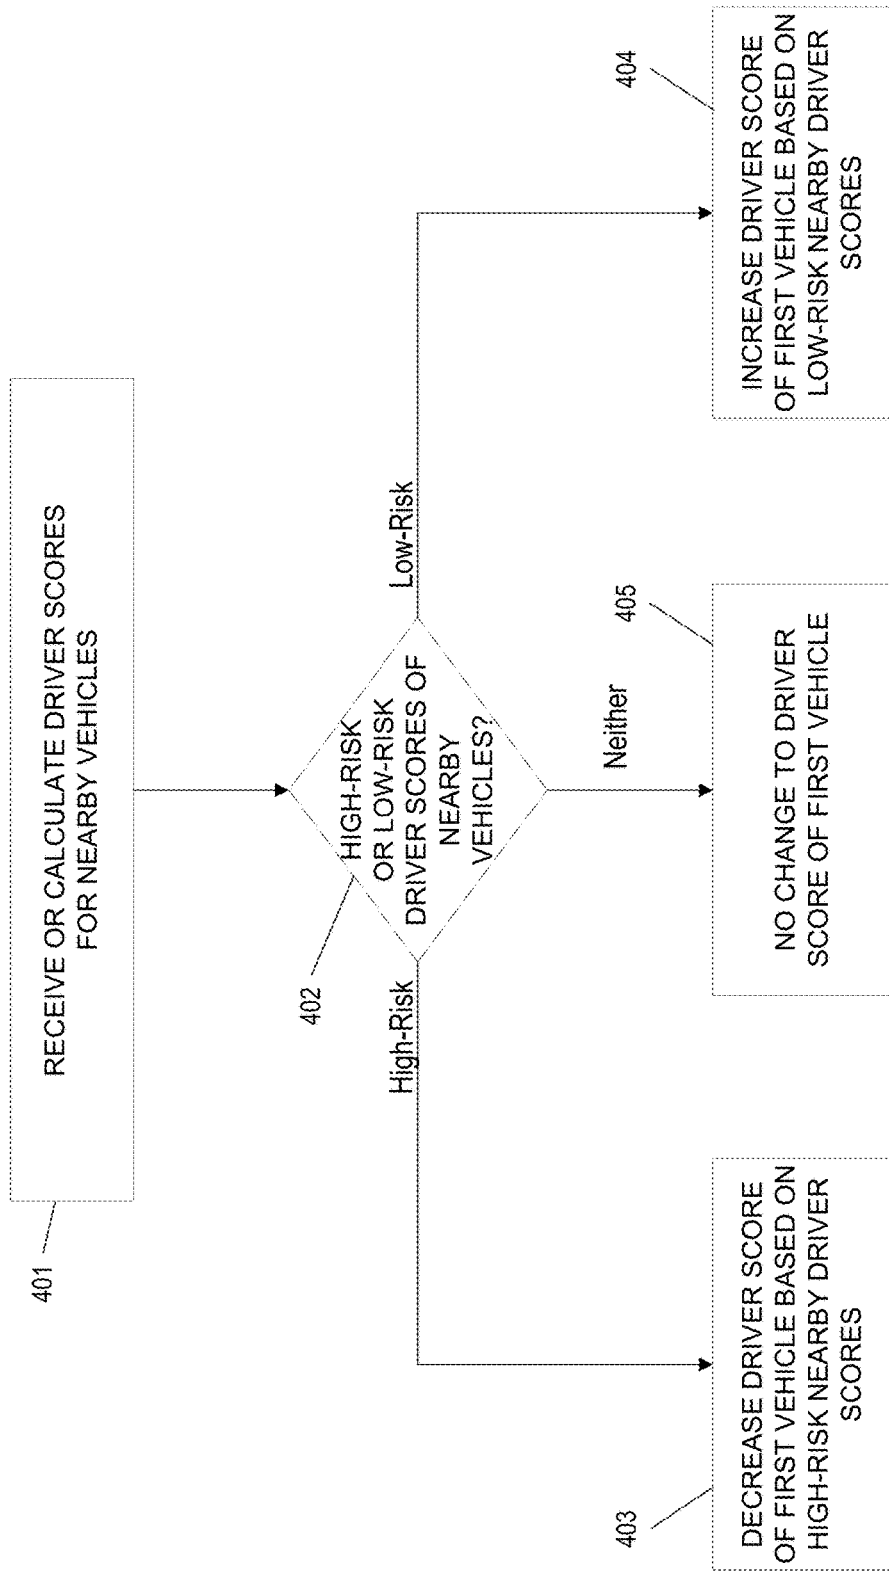 401
RECEIVE OR CALCULATE DRIVER SCORES
FOR NEARBY VEHICLES
402
HIGH-RISK
OR LOW-RISK
DRIVER SCORES OF
NEARBY
VEHICLES?
High-Risk
Low-Risk
Neither
403
DECREASE DRIVER SCORE
OF FIRST VEHICLE BASED ON
HIGH-RISK NEARBY DRIVER
SCORES
405
NO CHANGE TO DRIVER
SCORE OF FIRST VEHICLE
404
INCREASE DRIVER SCORE
OF FIRST VEHICLE BASED ON
LOW-RISK NEARBY DRIVER
SCORES